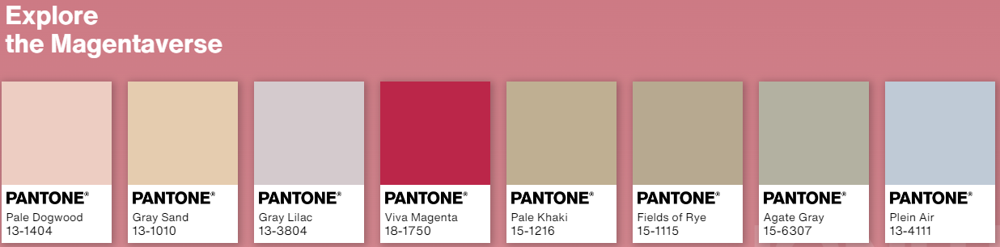 Explore
the Magentaverse
PANTONE®
Pale Dogwood
13-1404
PANTONE®
Gray Sand
13-1010
PANTONE®
Gray Lilac
13-3804
PANTONE®
Viva Magenta
18-1750
PANTONE®
Pale Khaki
15-1216
PANTONE®
Fields of Rye
15-1115
PANTONE®
Agate Gray
15-6307
PANTONE®
Plein Air
13-4111